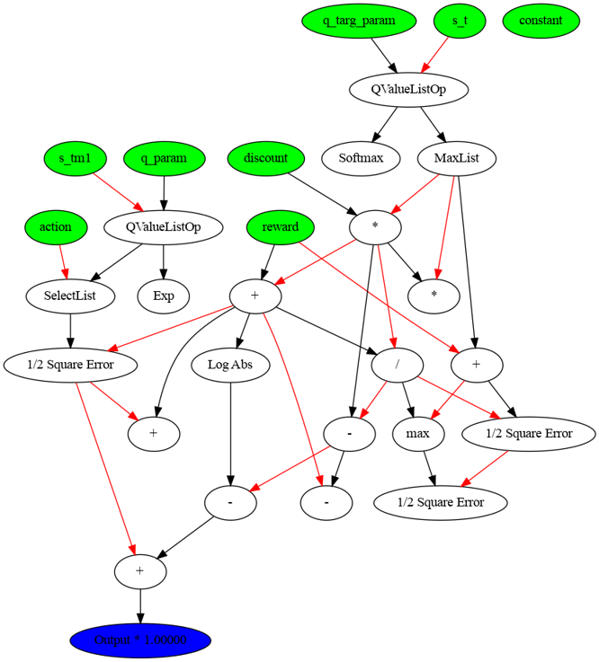 q_targ_param s_t constant
QValueListOp
s_tm1 q_param discount Softmax MaxList
action QValueListOp reward *
SelectList Exp + *
1/2 Square Error Log Abs / +
+ - max 1/2 Square Error
- - 1/2 Square Error
+
Output * 1.00000